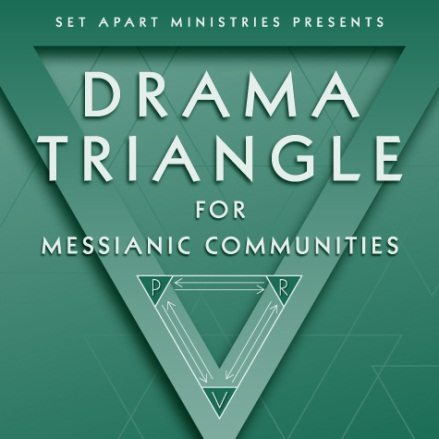 SET APART MINISTRIES PRESENTS
DRAMA
TRIANGLE
FOR
MESSIANIC COMMUNITIES
P R
V